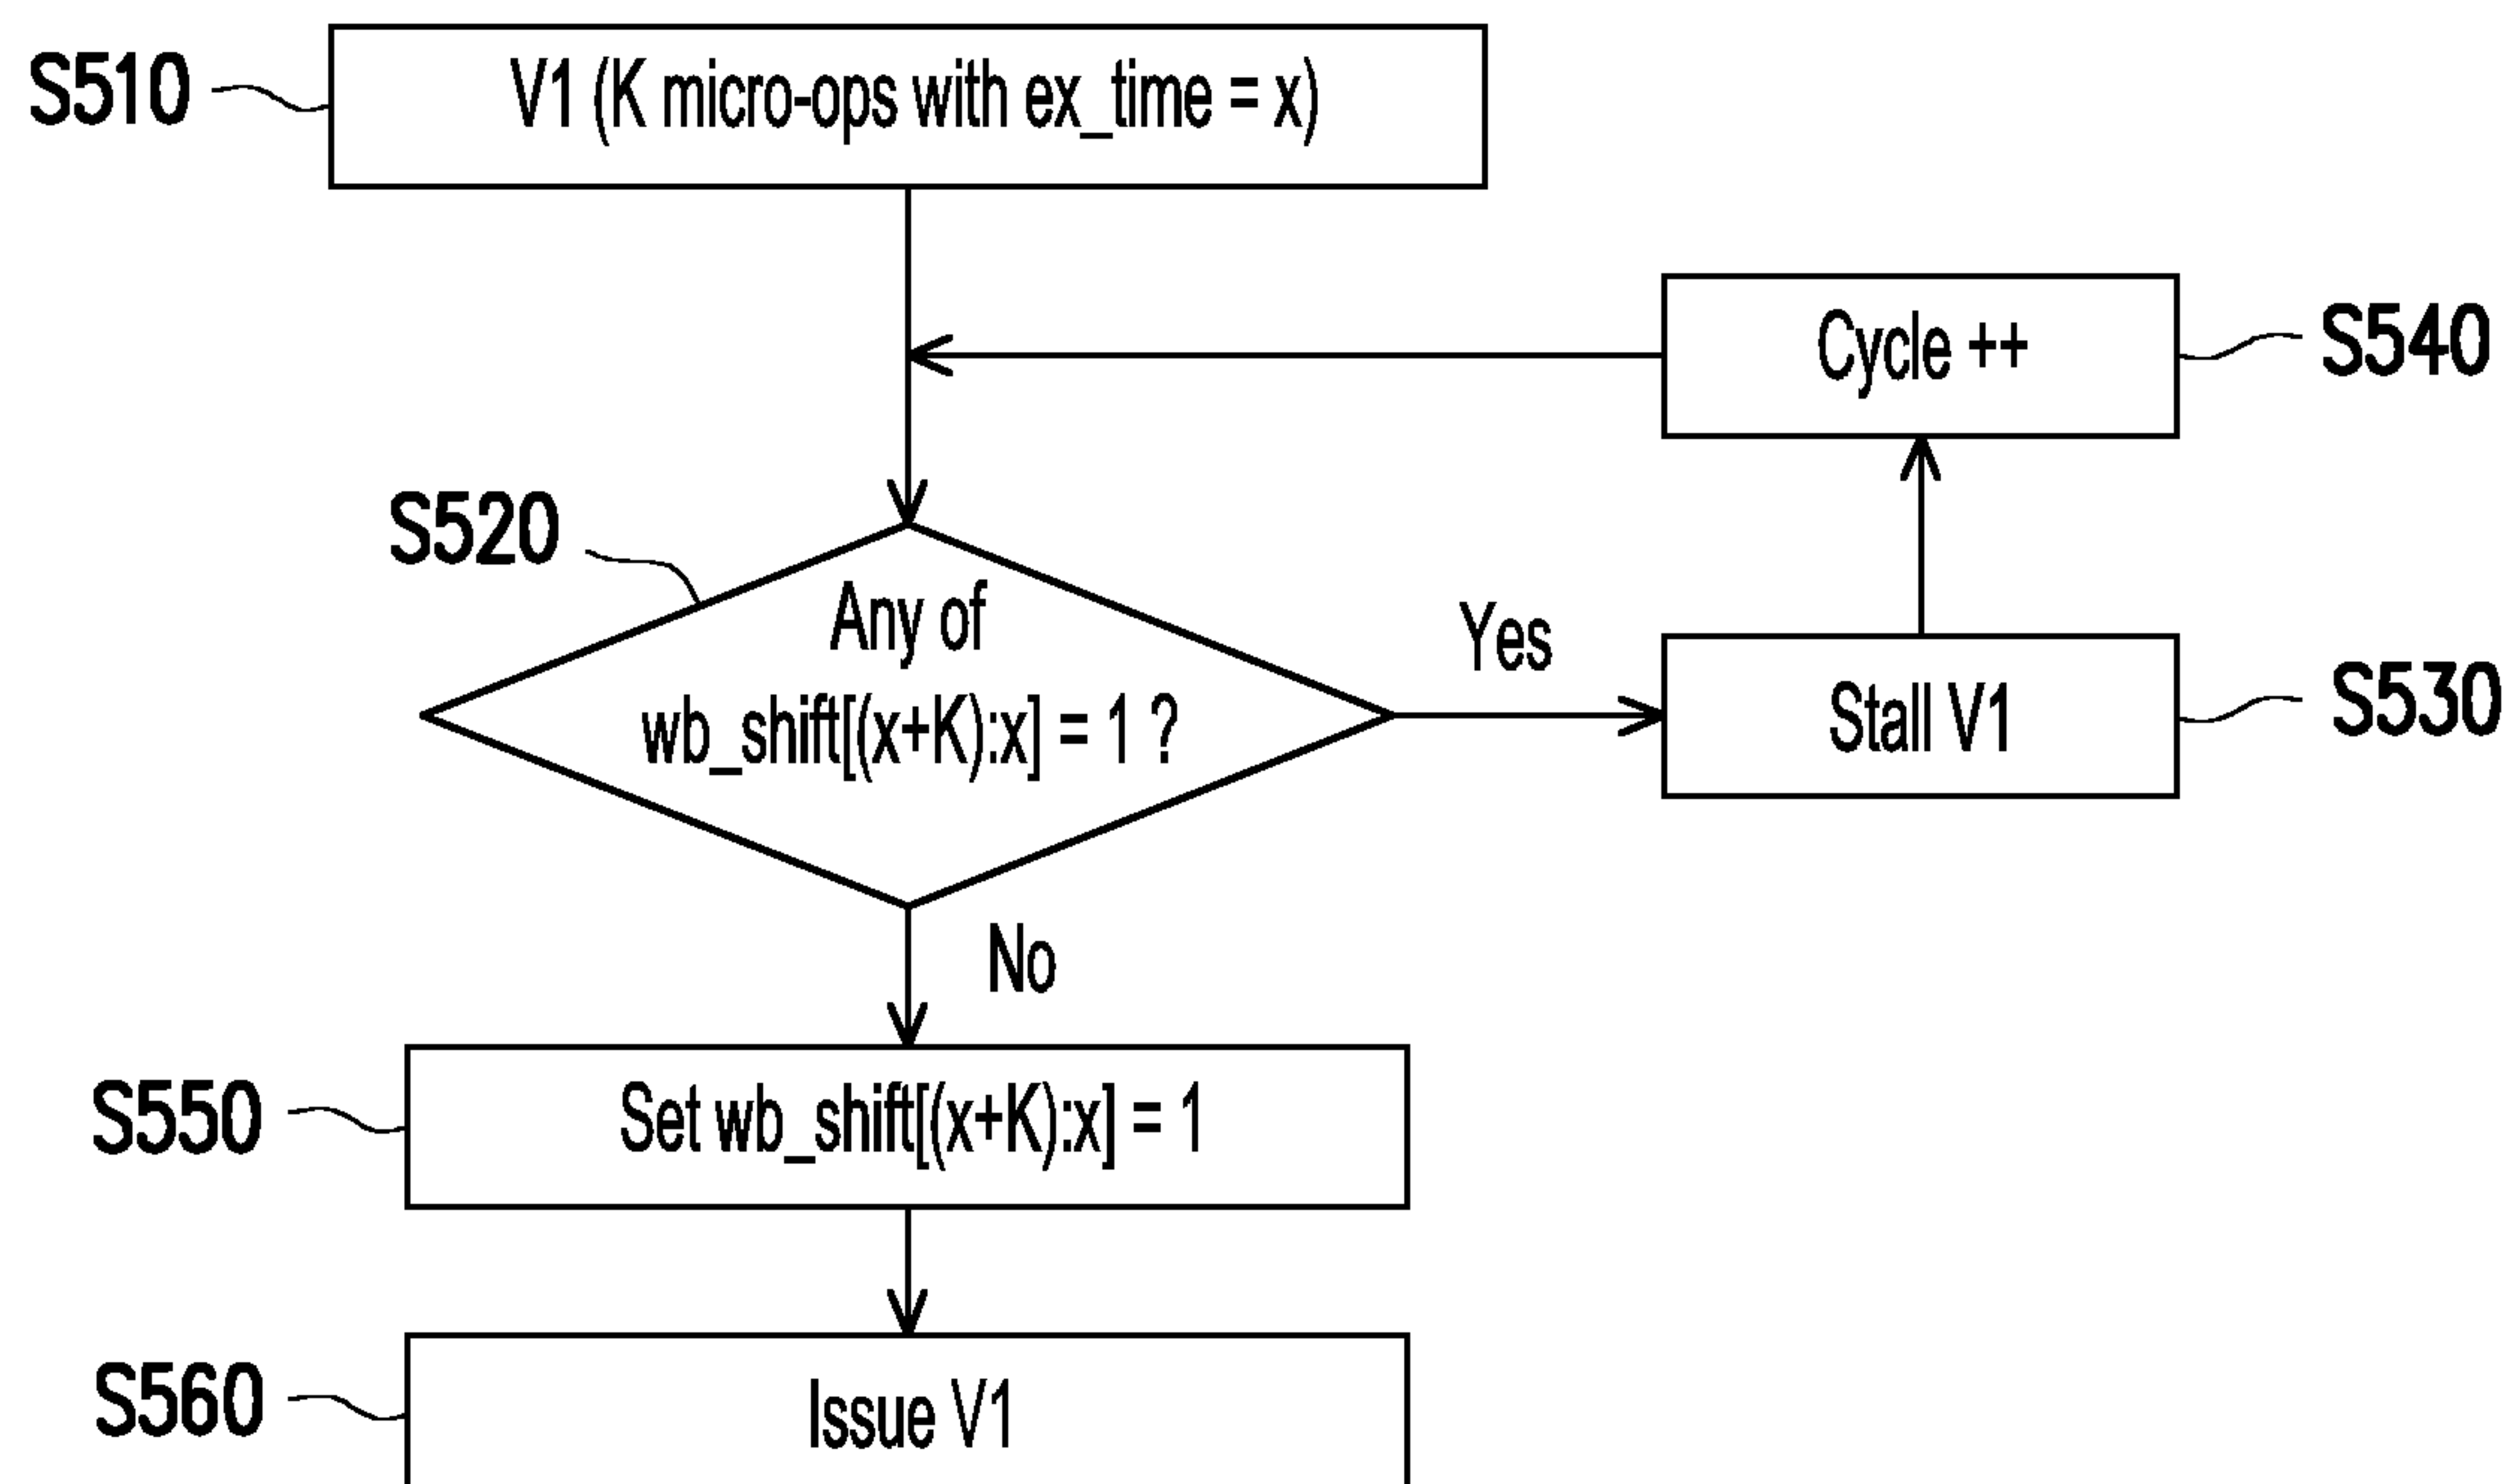 S510
V1 (K micro-ops with ex_time = x)
Cycle ++
S540
S520
Any of
wb_shift[(x+K):x] = 1 ?
Yes
Stall V1
S530
No
S550
Set wb_shift[(x+K):x] = 1
S560
Issue V1